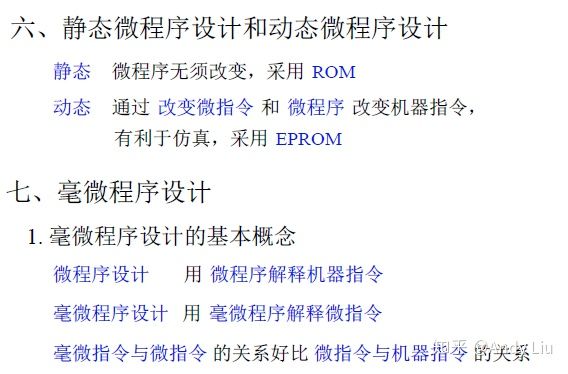 六、静态微程序设计和动态微程序设计
静态 微程序无须改变，采用 ROM
动态 通过 改变微指令 和 微程序 改变机器指令，
有利于仿真，采用 EPROM
七、毫微程序设计
1. 毫微程序设计的基本概念
微程序设计 用 微程序解释机器指令
毫微程序设计 用 毫微程序解释微指令
毫微指令与微指令 的关系好比 微指令与机器指令 的关系
知乎 @Andy Liu